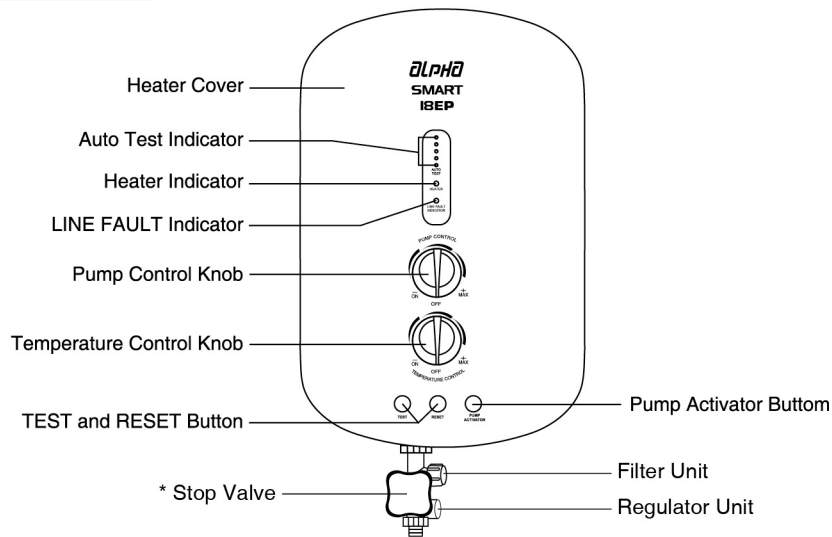 Heater Cover
alpha
SMART
18EP
Auto Test Indicator
AUTO
TEST
Heater Indicator
HEATER
LINE FAULT Indicator
LINE FAULT
INDICATOR
PUMP CONTROL
Pump Control Knob
ON
OFF
MAX
Temperature Control Knob
ON
OFF
MAX
TEMPERATURE CONTROL
TEST and RESET Button
TEST
RESET
PUMP
ACTIVATOR
Pump Activator Buttom
Filter Unit
* Stop Valve
Regulator Unit